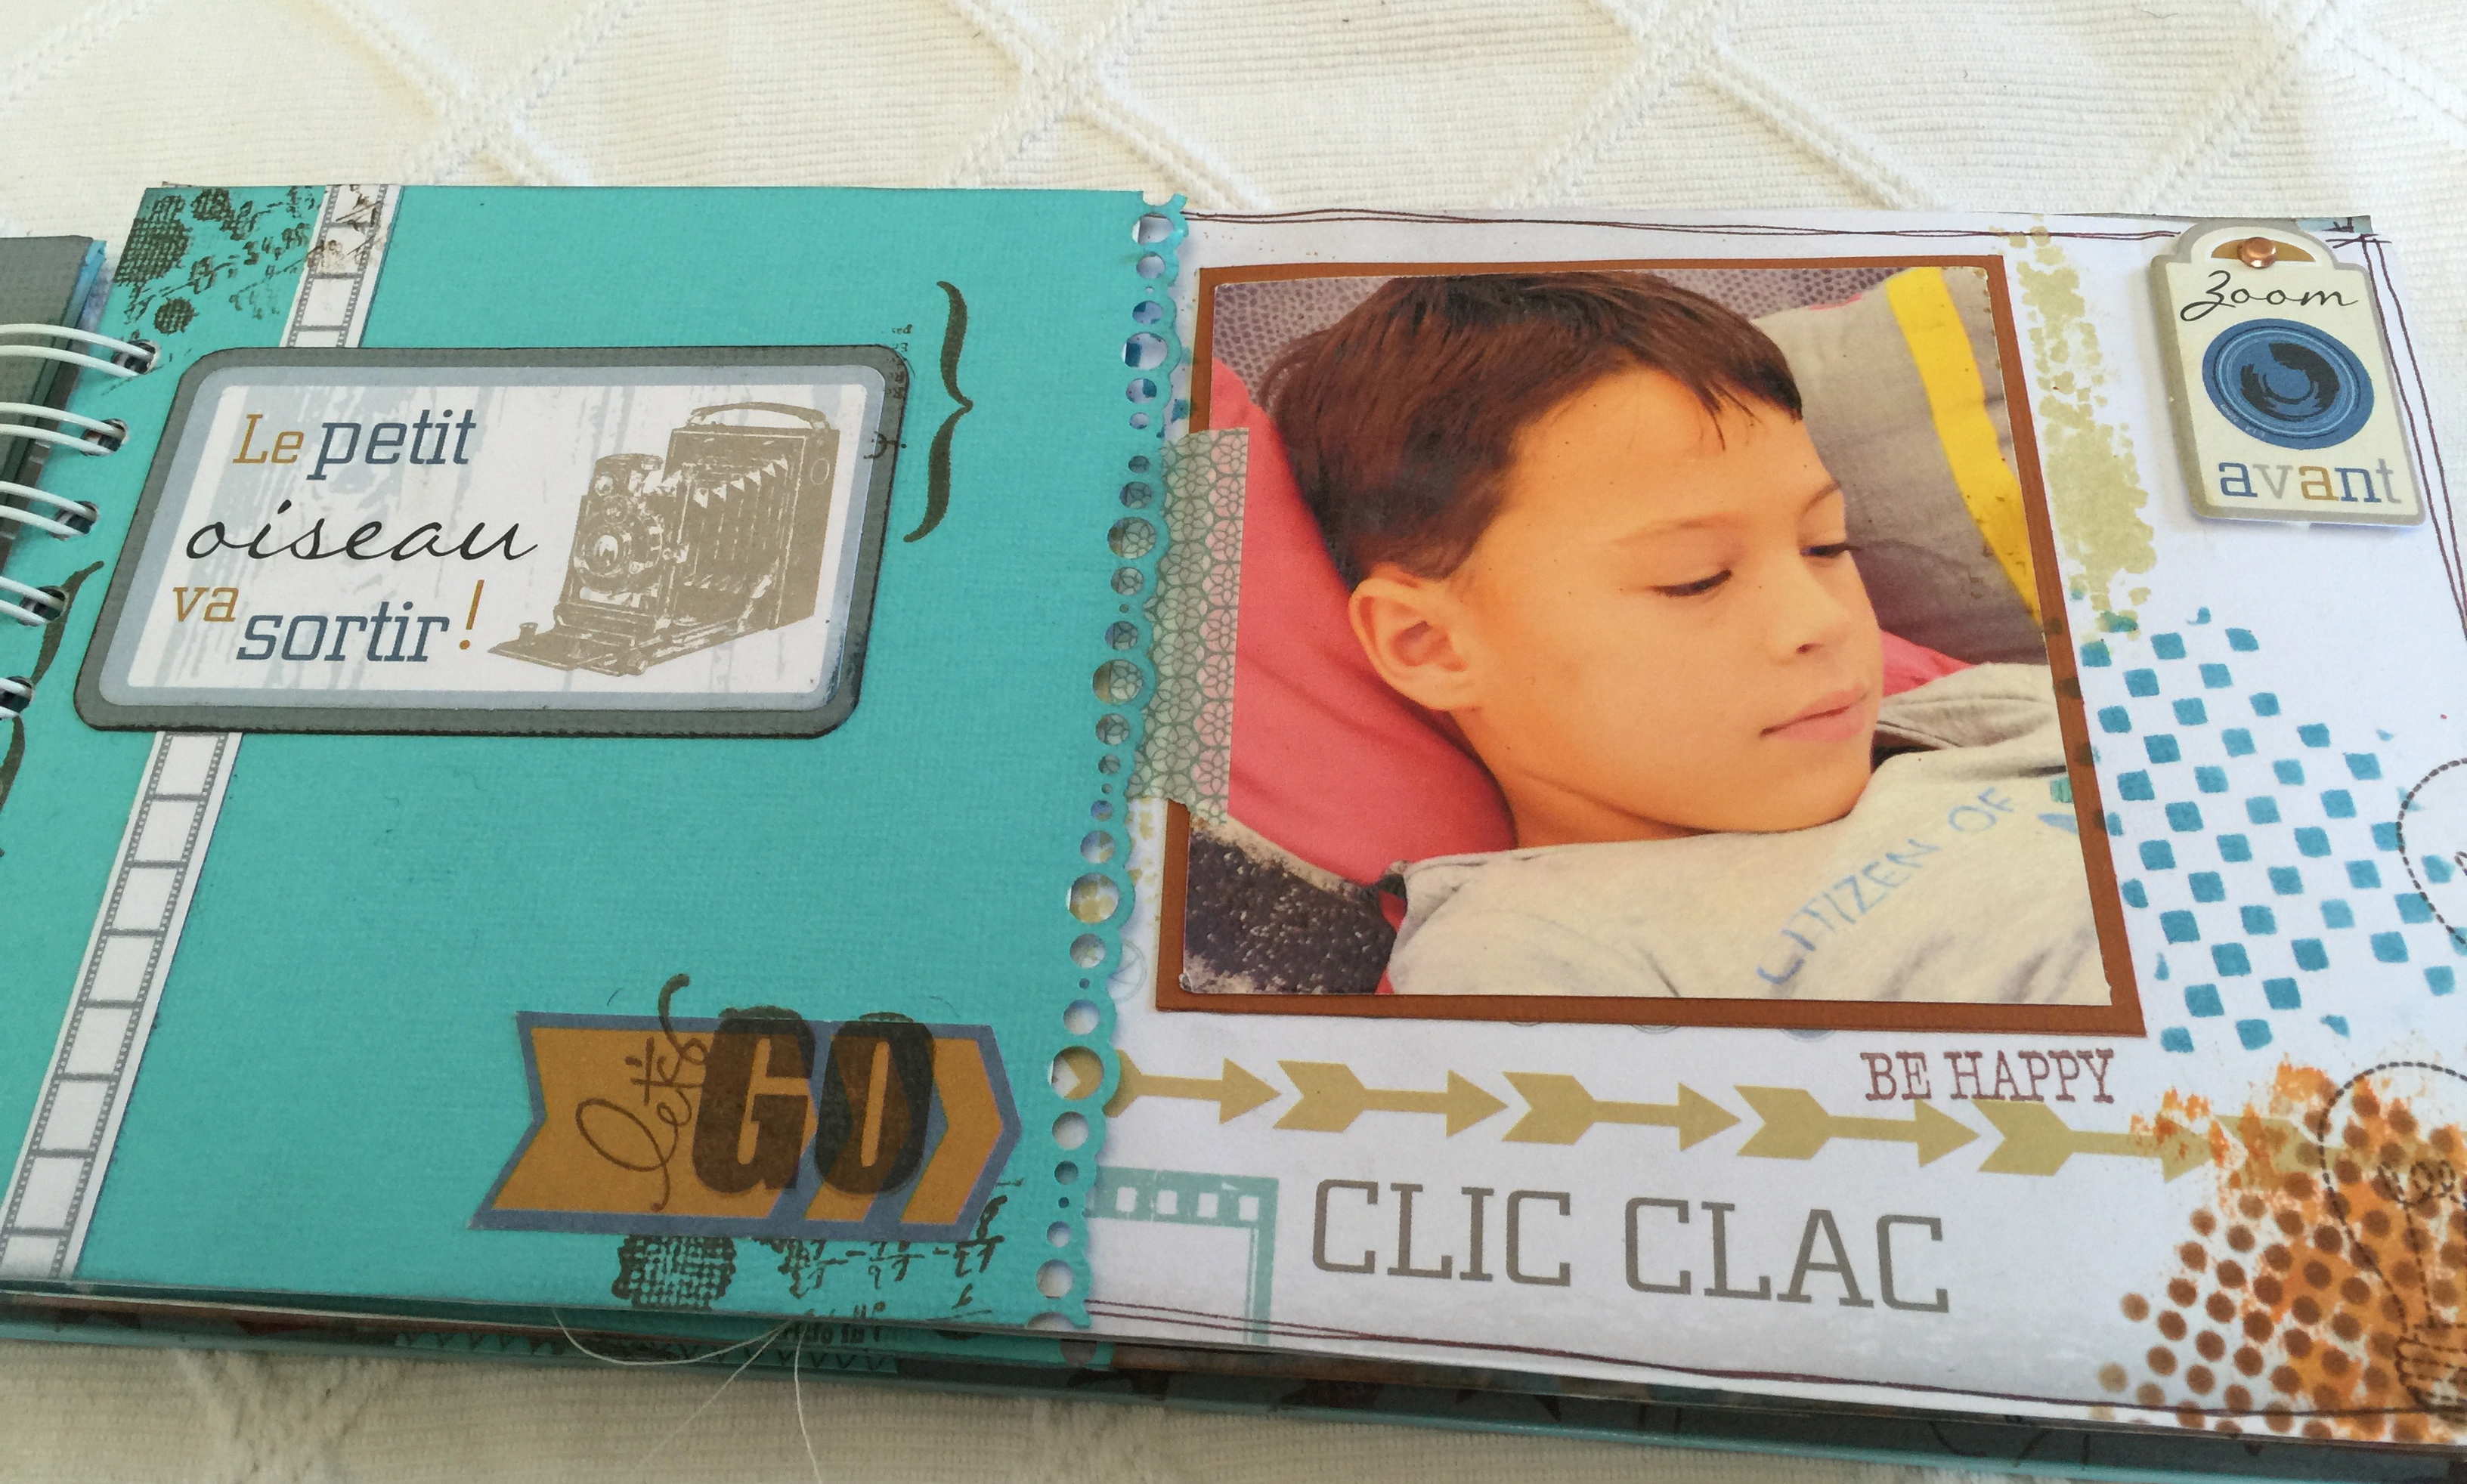 Le petit
oiseau
va
sortir!
let's
GO
zoom
avant
CITIZEN OF
BE HAPPY
CLIC CLAC